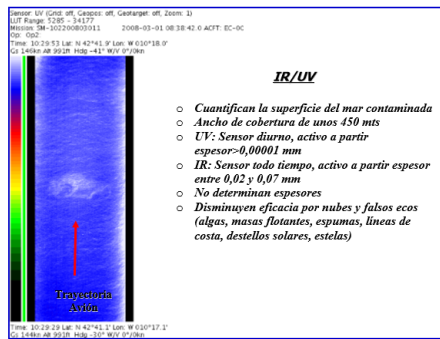 Sensor: UV (Grid: off, Geopos: off, Geotarget: off, Zoom: 1)
LUT Range: 5285 - 34177
Mission: SM-102200803011 2008-03-01 08:38:42.0 ACFT: EC-0C
Op: Op2
Time: 10:29:53 Lat: N 42°41.9' Lon: W 010°18.0'
Gs 146kn Alt 991ft Hdg -41° W/V 0°/0kn
IR/UV
o Cuantifican la superficie del mar contaminada
o Ancho de cobertura de unos 450 mts
o UV: Sensor diurno, activo a partir
espesor>0,00001 mm
o IR: Sensor todo tiempo, activo a partir espesor
entre 0,02 y 0,07 mm
o No determinan espesores
o Disminuyen eficacia por nubes y falsos ecos
(algas, masas flotantes, espumas, líneas de
costa, destellos solares, estelas)
Trayectoria
Avión
Time: 10:29:29 Lat: N 42°41.1' Lon: W 010°17.1'
Gs 144kn Alt 991ft Hdg -30° W/V 0°/0kn